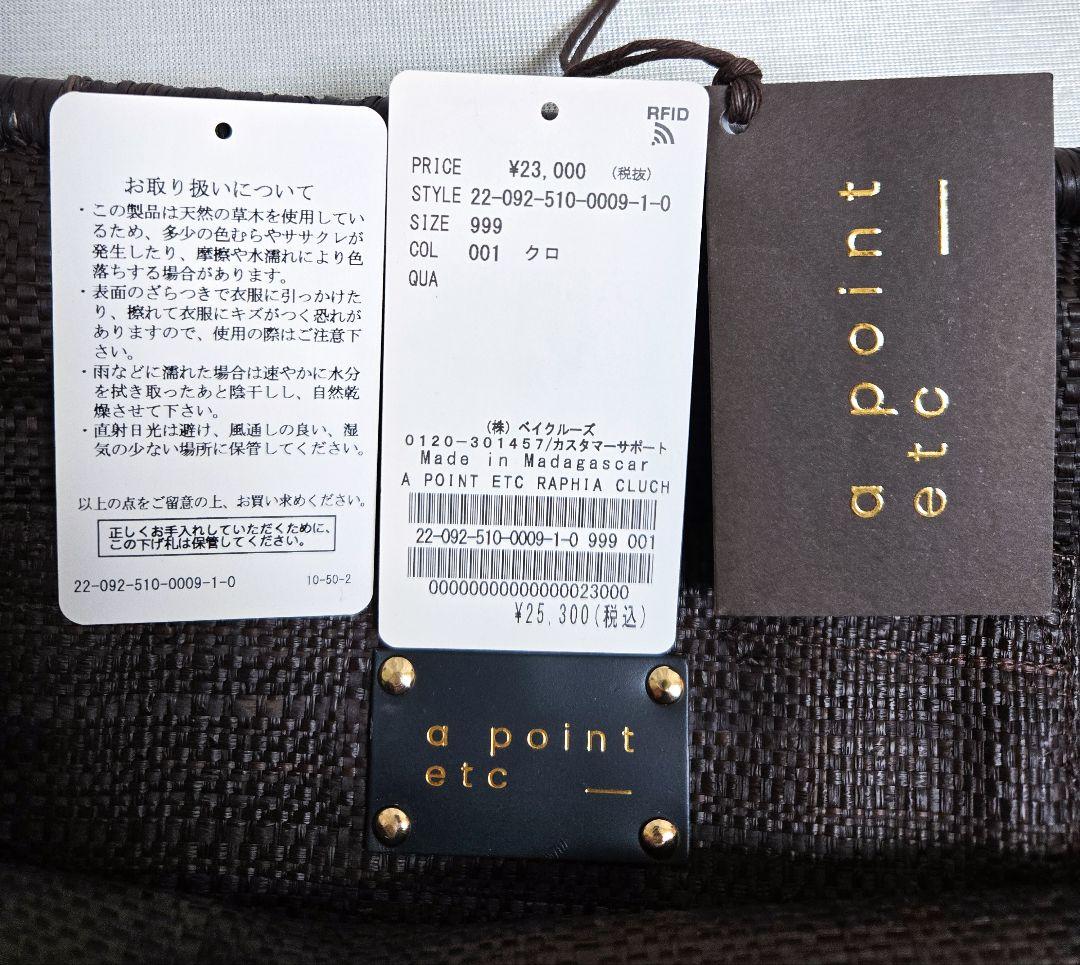 お取り扱いについて
・この製品は天然の草木を使用してい
るため、多少の色むらやササクレが
発生したり、摩擦や水濡れにより色
落ちする場合があります。
・表面のざらつきで衣服に引っかけた
り、擦れて衣服にキズがつく恐れが
ありますので、使用の際はご注意下
さい。
・雨などに濡れた場合は速やかに水分
を拭き取ったあと陰干しし、自然乾
燥させて下さい。
・直射日光は避け、風通しの良い、湿
気の少ない場所に保管してください。
以上の点をご留意の上、お買い求めください。
正しくお手入れしていただくために、
この下げ札は保管してください。
22-092-510-0009-1-0 10-50-2
RFID
PRICE ¥23,000 (税抜)
STYLE 22-092-510-0009-1-0
SIZE 999
COL 001 クロ
QUA
(株) ベイクルーズ
0120-301457/カスタマーサポート
Made in Madagascar
A POINT ETC RAPHIA CLUCH
22-092-510-0009-1-0 999 001
00000000000000023000
¥25,300(税込)
a point
etc __
a point
etc __